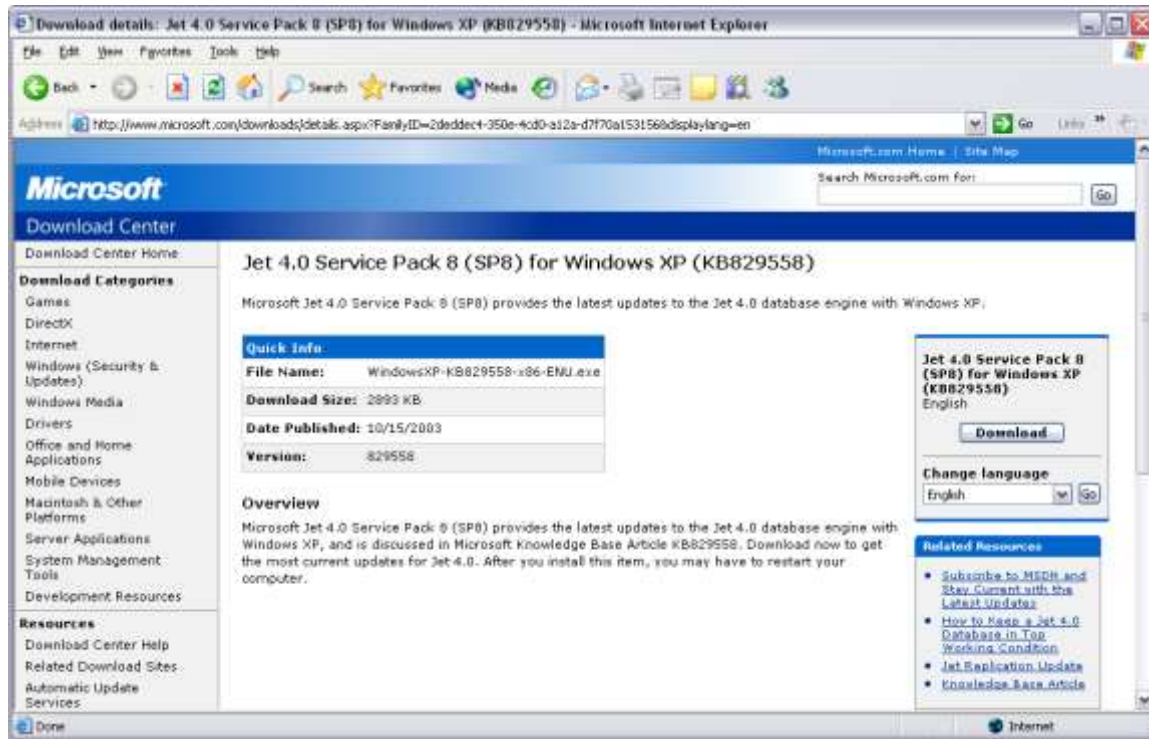 Download details: Jet 4.0 Service Pack 8 (SP8) for Windows XP (KB829558) - Microsoft Internet Explorer
File Edit View Favorites Tools Help
Back Search Favorites Media
Address http://www.microsoft.com/downloads/details.aspx?FamilyID=2deddec4-350e-4cd0-a12a-d7f70a153156&displaylang=en Go Links
Microsoft.com Home | Site Map
Microsoft
Search Microsoft.com for:
Go
Download Center
Download Center Home
Download Categories
Games
DirectX
Internet
Windows (Security & Updates)
Windows Media
Drivers
Office and Home Applications
Mobile Devices
Macintosh & Other Platforms
Server Applications
System Management Tools
Development Resources
Resources
Download Center Help
Related Download Sites
Automatic Update Services
Jet 4.0 Service Pack 8 (SP8) for Windows XP (KB829558)
Microsoft Jet 4.0 Service Pack 8 (SP8) provides the latest updates to the Jet 4.0 database engine with Windows XP.
Quick Info
File Name: WindowsXP-KB829558-x86-ENU.exe
Download Size: 2893 KB
Date Published: 10/15/2003
Version: 829558
Overview
Microsoft Jet 4.0 Service Pack 8 (SP8) provides the latest updates to the Jet 4.0 database engine with
Windows XP, and is discussed in Microsoft Knowledge Base Article KB829558. Download now to get
the most current updates for Jet 4.0. After you install this item, you may have to restart your
computer.
Jet 4.0 Service Pack 8
(SP8) for Windows XP
(KB829558)
English
Download
Change language
English Go
Related Resources
Subscribe to MSDN and
Stay Current with the
Latest Updates
How to Keep a Jet 4.0
Database in Top
Working Condition
Jet Replication Update
Knowledge Base Article
Done
Internet